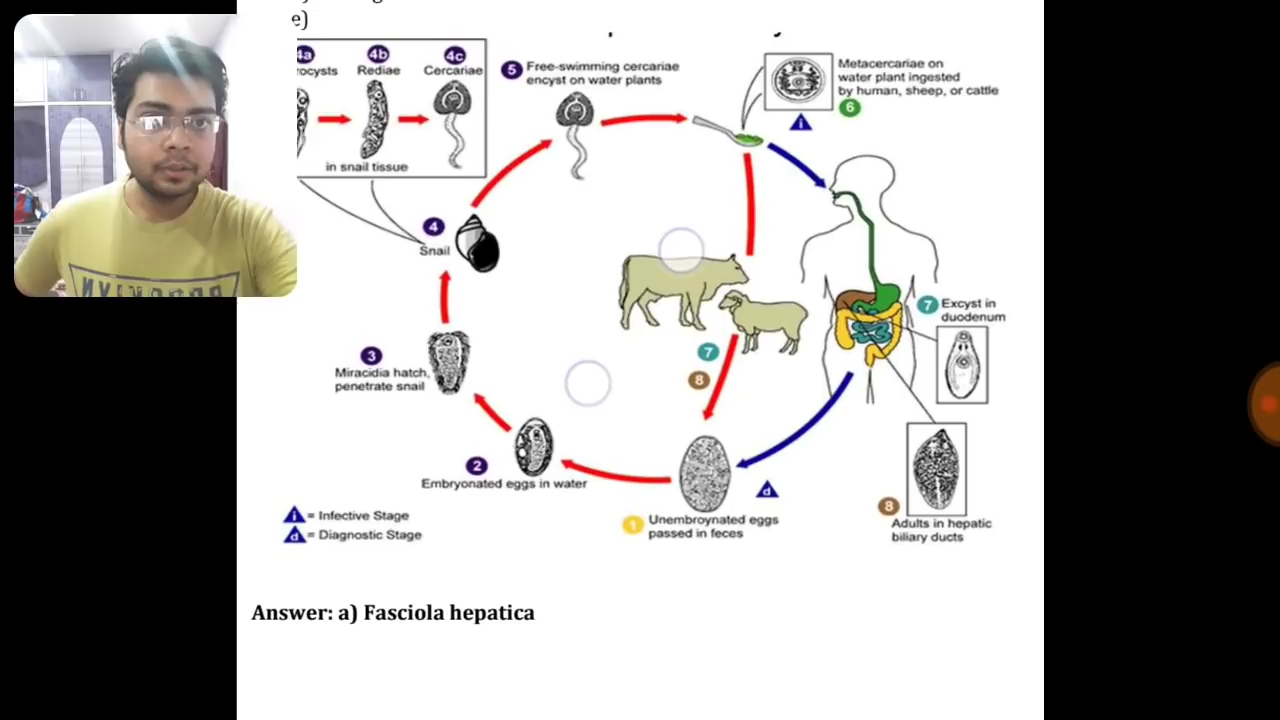 e)
4a
4b
4c
ocysts
Rediae
Cercariae
in snail tissue
5
Free-swimming cercariae
encyst on water plants
Metacercariae on
water plant ingested
by human, sheep, or cattle
6
i
4
Snail
7
Excyst in
duodenum
3
Miracidia hatch,
penetrate snail
7
8
2
Embryonated eggs in water
d
i = Infective Stage
d = Diagnostic Stage
1
Unembroynated eggs
passed in feces
8
Adults in hepatic
biliary ducts
Answer: a) Fasciola hepatica